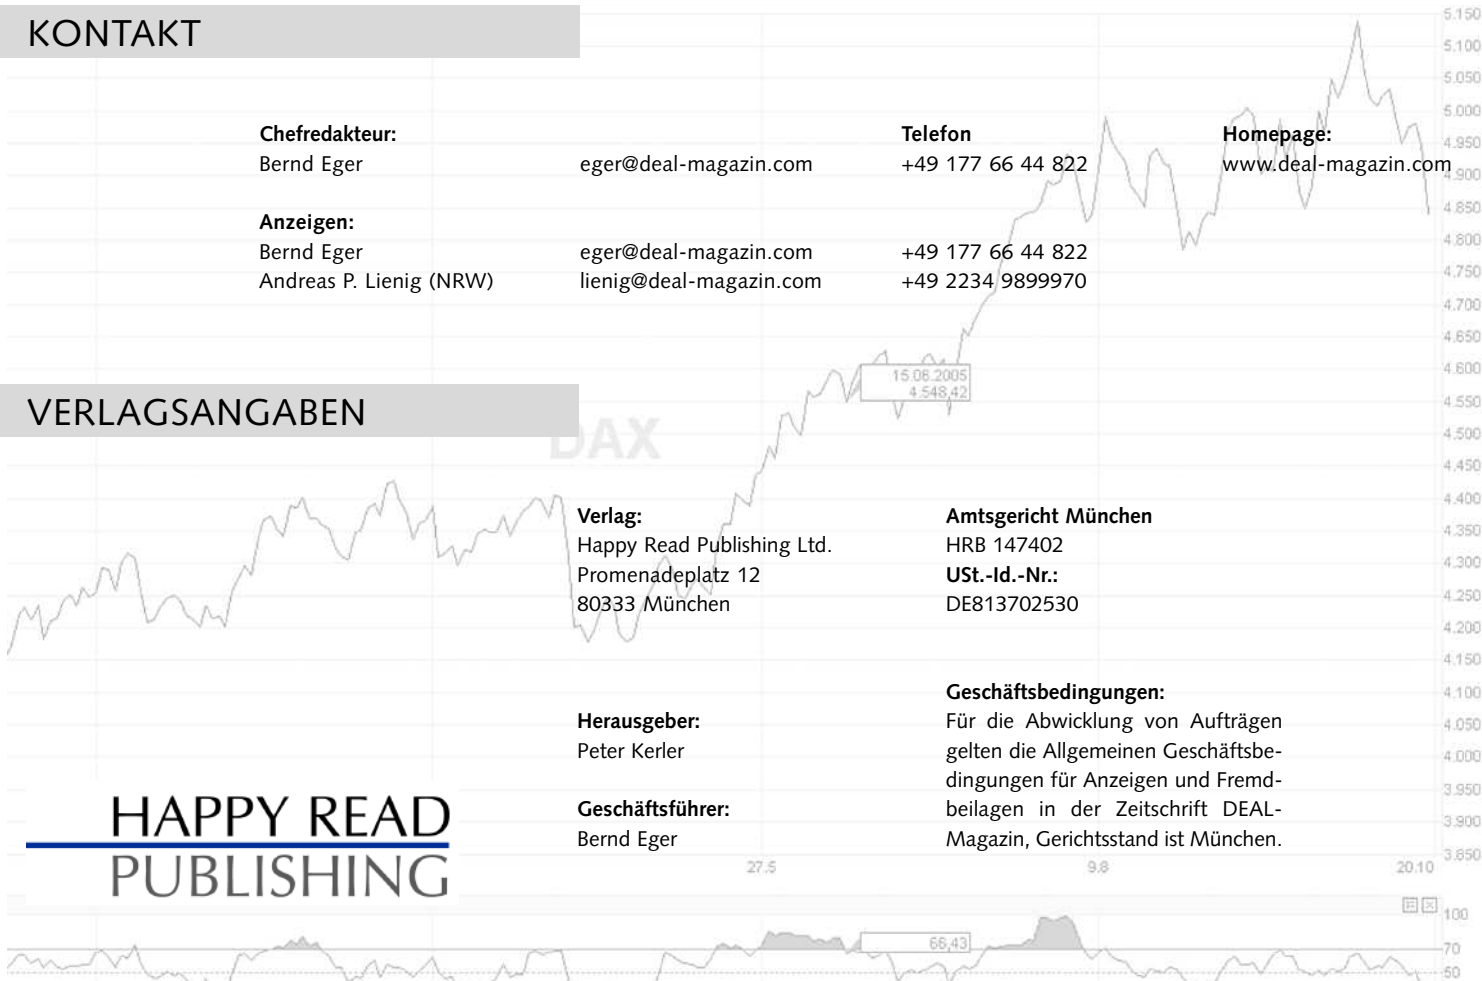 KONTAKT
Chefredakteur:
Bernd Eger
eger@deal-magazin.com
Telefon
+49 177 66 44 822
Homepage:
www.deal-magazin.com
Anzeigen:
Bernd Eger
eger@deal-magazin.com
+49 177 66 44 822
Andreas P. Lienig (NRW)
lienig@deal-magazin.com
+49 2234 9899970
VERLAGSANGABEN
DAX
15.06.2005
4.548,42
Verlag:
Happy Read Publishing Ltd.
Promenadeplatz 12
80333 München
Amtsgericht München
HRB 147402
USt.-Id.-Nr.:
DE813702530
Herausgeber:
Peter Kerler
Geschäftsführer:
Bernd Eger
Geschäftsbedingungen:
Für die Abwicklung von Aufträgen
gelten die Allgemeinen Geschäftsbe-
dingungen für Anzeigen und Fremd-
beilagen in der Zeitschrift DEAL-
Magazin, Gerichtsstand ist München.
HAPPY READ
PUBLISHING
5.150
5.100
5.050
5.000
4.950
4.900
4.850
4.800
4.750
4.700
4.650
4.600
4.550
4.500
4.450
4.400
4.350
4.300
4.250
4.200
4.150
4.100
4.050
4.000
3.950
3.900
3.850
27.5
9.8
20.10
66,43
100
70
50